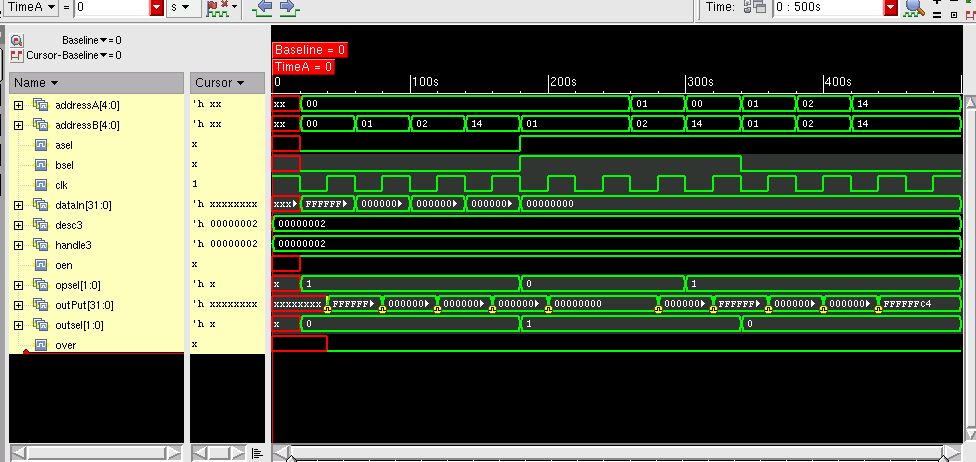 TimeA = 0 s Time: 0 : 500s
Baseline = 0
Cursor-Baseline = 0
Baseline = 0
TimeA = 0
Name Cursor 0 100s 200s 300s 400s
addressA[4:0] 'h xx xx 00 01 00 01 02 14
addressB[4:0] 'h xx xx 00 01 02 14 01 02 14 01 02 14
asel x
bsel x
clk 1
dataIn[31:0] 'h xxxxxxxx xxx FFFFFF 000000 000000 000000 00000000
desc3 'h 00000002 00000002
handle3 'h 00000002 00000002
oen x
opsel[1:0] 'h x x 1 0 1
outPut[31:0] 'h xxxxxxxx xxxxxxxx FFFFFF 000000 000000 000000 00000000 000000 FFFFFF 000000 000000 FFFFFFc4
outsel[1:0] 'h x x 0 1 0
over x